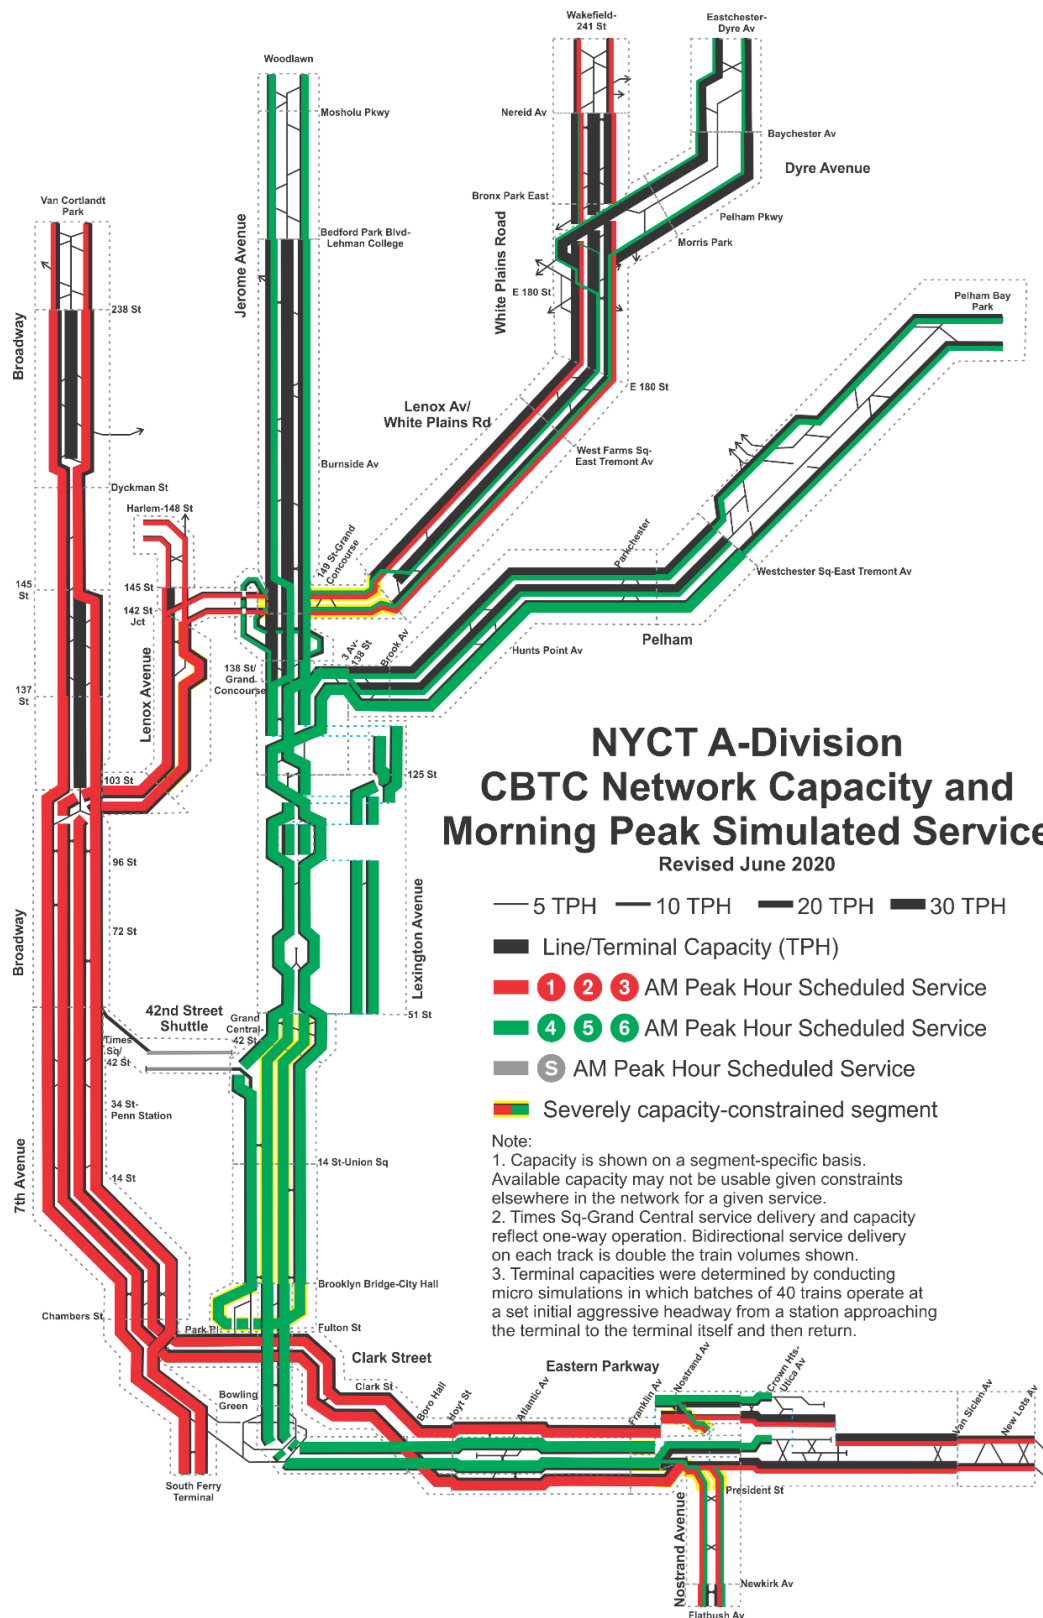 Wakefield-
241 St
Eastchester-
Dyre Av
Woodlawn
Mosholu Pkwy
Nereid Av
Baychester Av
Dyre Avenue
Bronx Park East
Pelham Pkwy
Morris Park
Van Cortlandt
Park
Jerome Avenue
Bedford Park Blvd-
Lehman College
White Plains Road
E 180 St
Pelham Bay
Park
238 St
Broadway
E 180 St
Lenox Av/
White Plains Rd
Burnside Av
West Farms Sq-
East Tremont Av
Dyckman St
Harlem-148 St
149 St-Grand
Concourse
Parkchester
Westchester Sq-East Tremont Av
145
St
145 St
142 St
Jct
Pelham
Hunts Point Av
3 Av-
138 St
Brook Av
138 St/
Grand
Concourse
137
St
Lenox Avenue
103 St
125 St
NYCT A-Division
CBTC Network Capacity and
Morning Peak Simulated Service
Revised June 2020
96 St
72 St
Broadway
Lexington Avenue
5 TPH
10 TPH
20 TPH
30 TPH
Line/Terminal Capacity (TPH)
1 2 3 AM Peak Hour Scheduled Service
4 5 6 AM Peak Hour Scheduled Service
S AM Peak Hour Scheduled Service
Severely capacity-constrained segment
42nd Street
Shuttle
Grand
Central-
42 St
51 St
Times
Sq/
42 St
34 St-
Penn Station
7th Avenue
14 St
14 St-Union Sq
Note:
1. Capacity is shown on a segment-specific basis.
Available capacity may not be usable given constraints
elsewhere in the network for a given service.
2. Times Sq-Grand Central service delivery and capacity
reflect one-way operation. Bidirectional service delivery
on each track is double the train volumes shown.
3. Terminal capacities were determined by conducting
micro simulations in which batches of 40 trains operate at
a set initial aggressive headway from a station approaching
the terminal to the terminal itself and then return.
Brooklyn Bridge-City Hall
Chambers St
Park Pl
Fulton St
Clark Street
Eastern Parkway
Clark St
Bowling
Green
Boro Hall
Hoyt St
Atlantic Av
Franklin Av
Nostrand Av
Crown Hts-
Utica Av
Van Siclen Av
New Lots Av
South Ferry
Terminal
President St
Nostrand Avenue
Newkirk Av
Flatbush Av